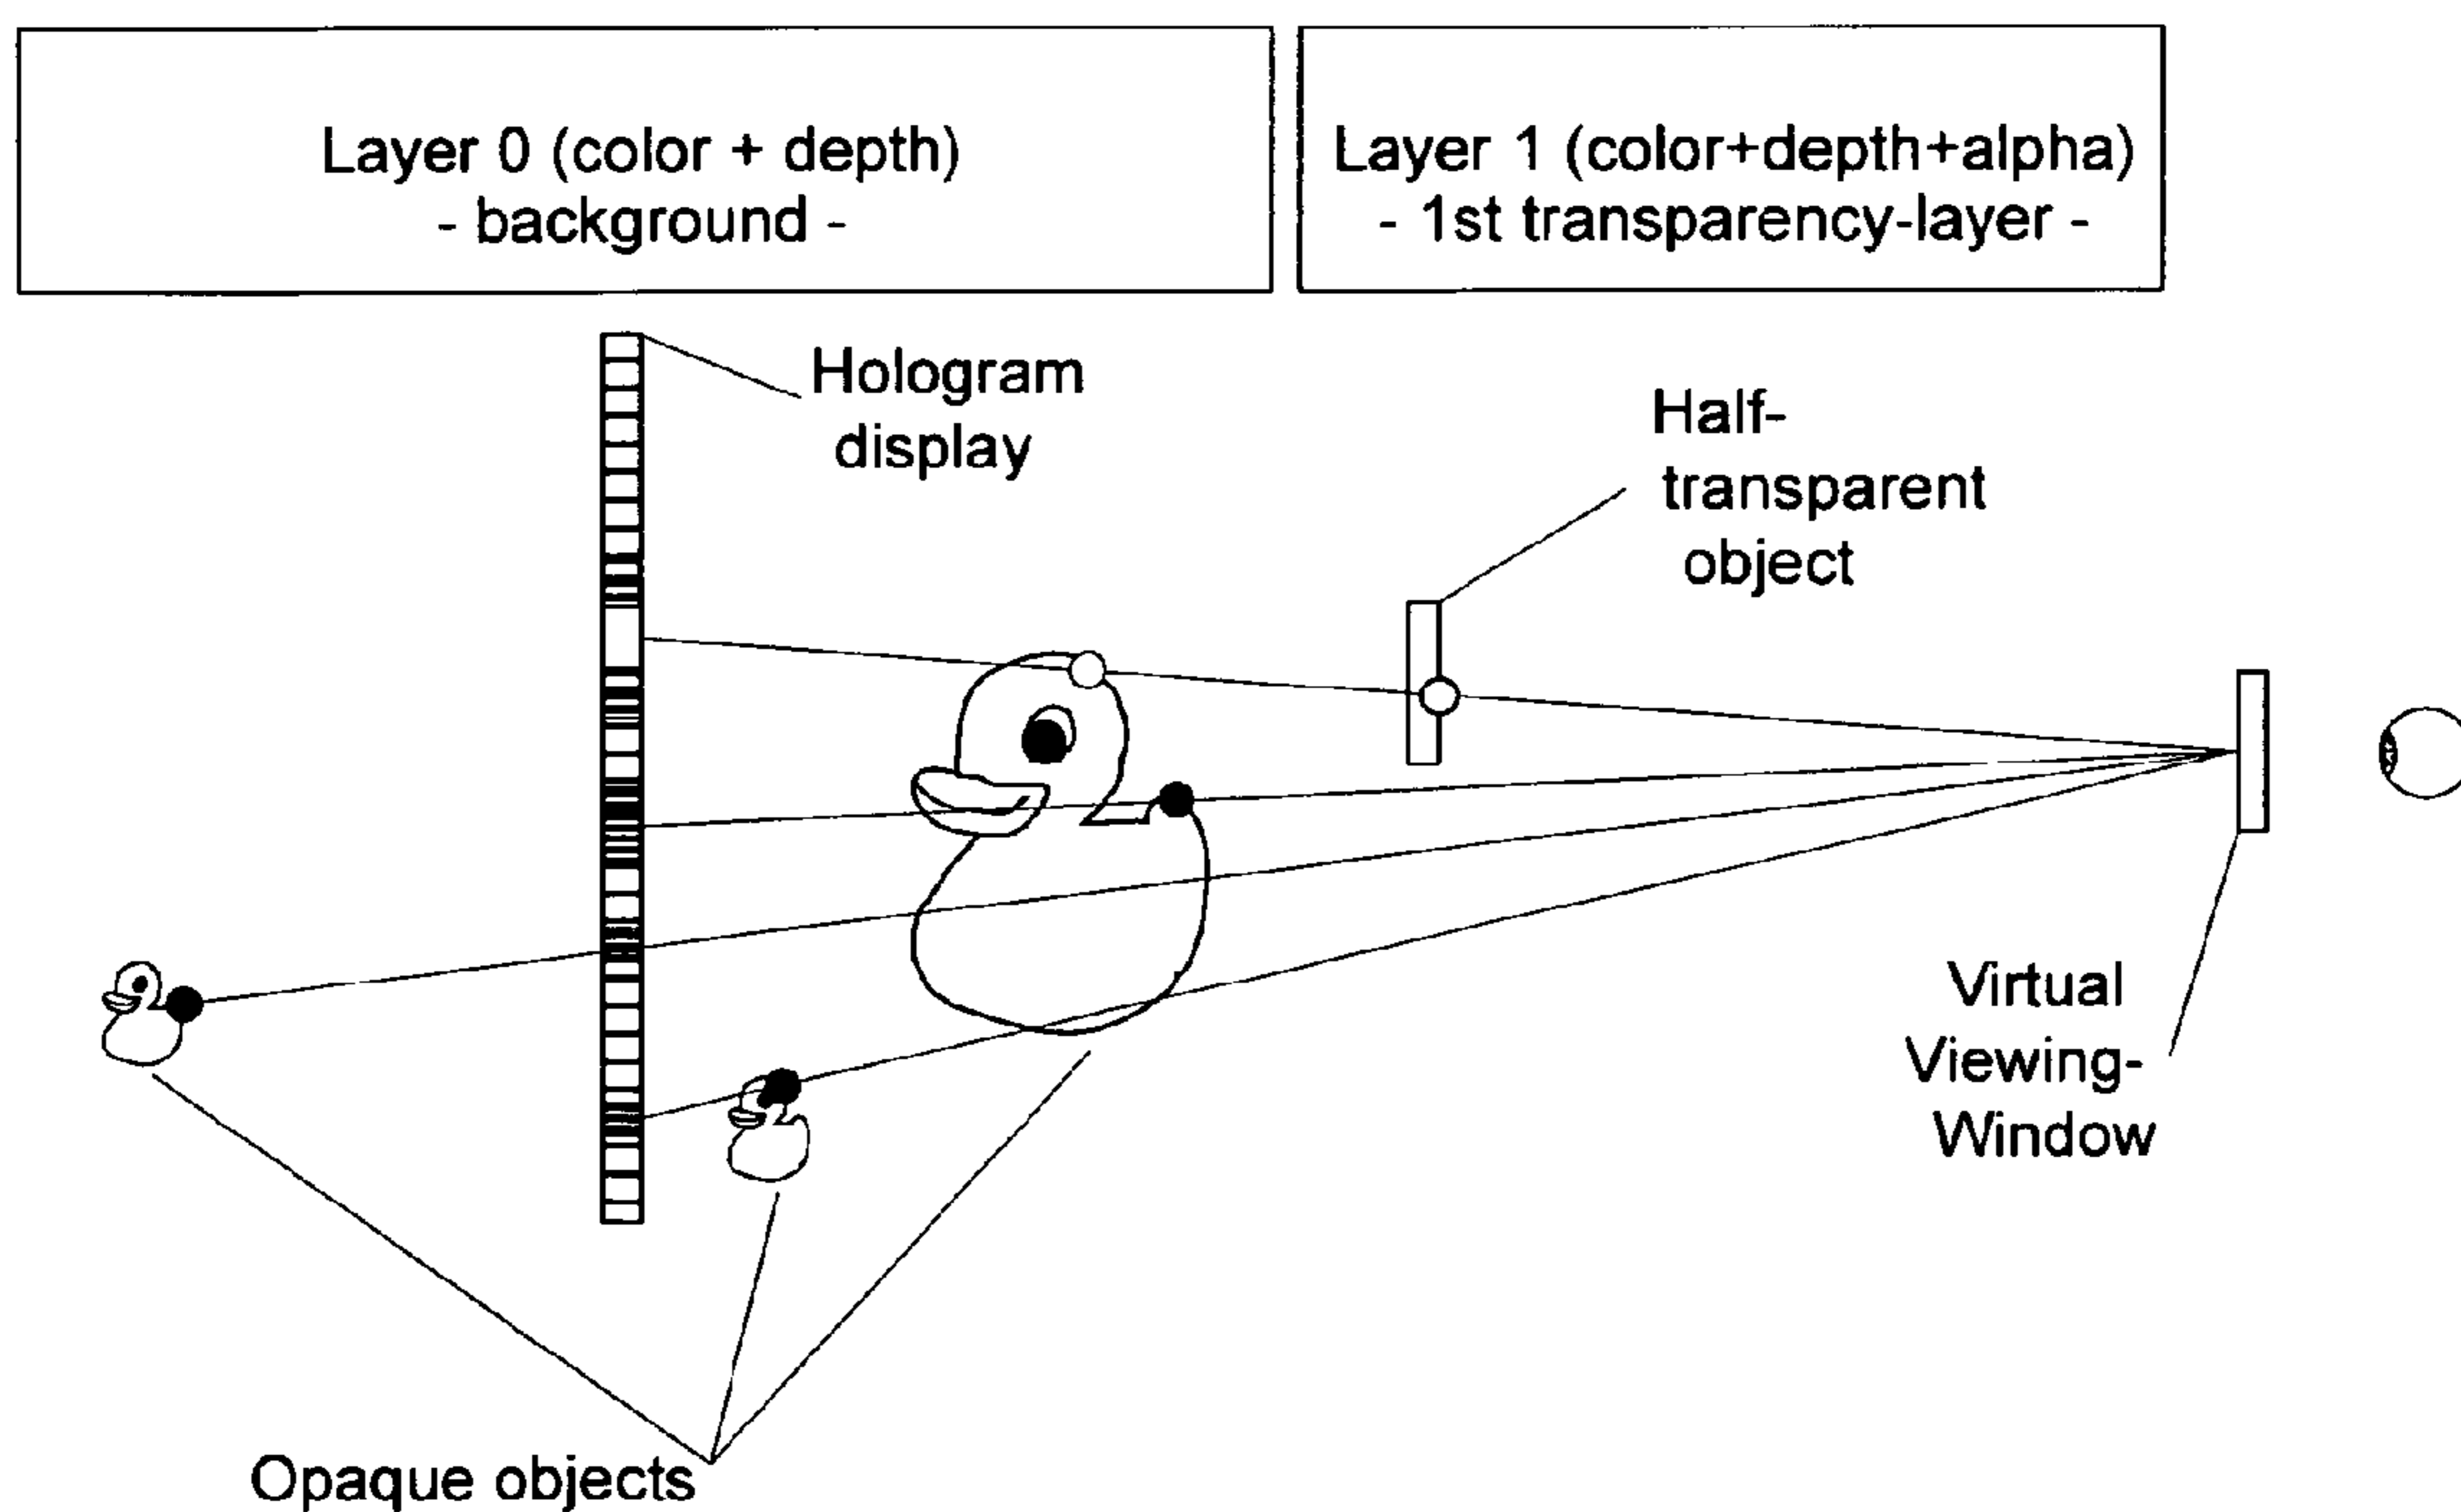 Layer 0 (color + depth)
- background -
Layer 1 (color+depth+alpha)
- 1st transparency-layer -
Hologram
display
Half-
transparent
object
Virtual
Viewing-
Window
Opaque objects